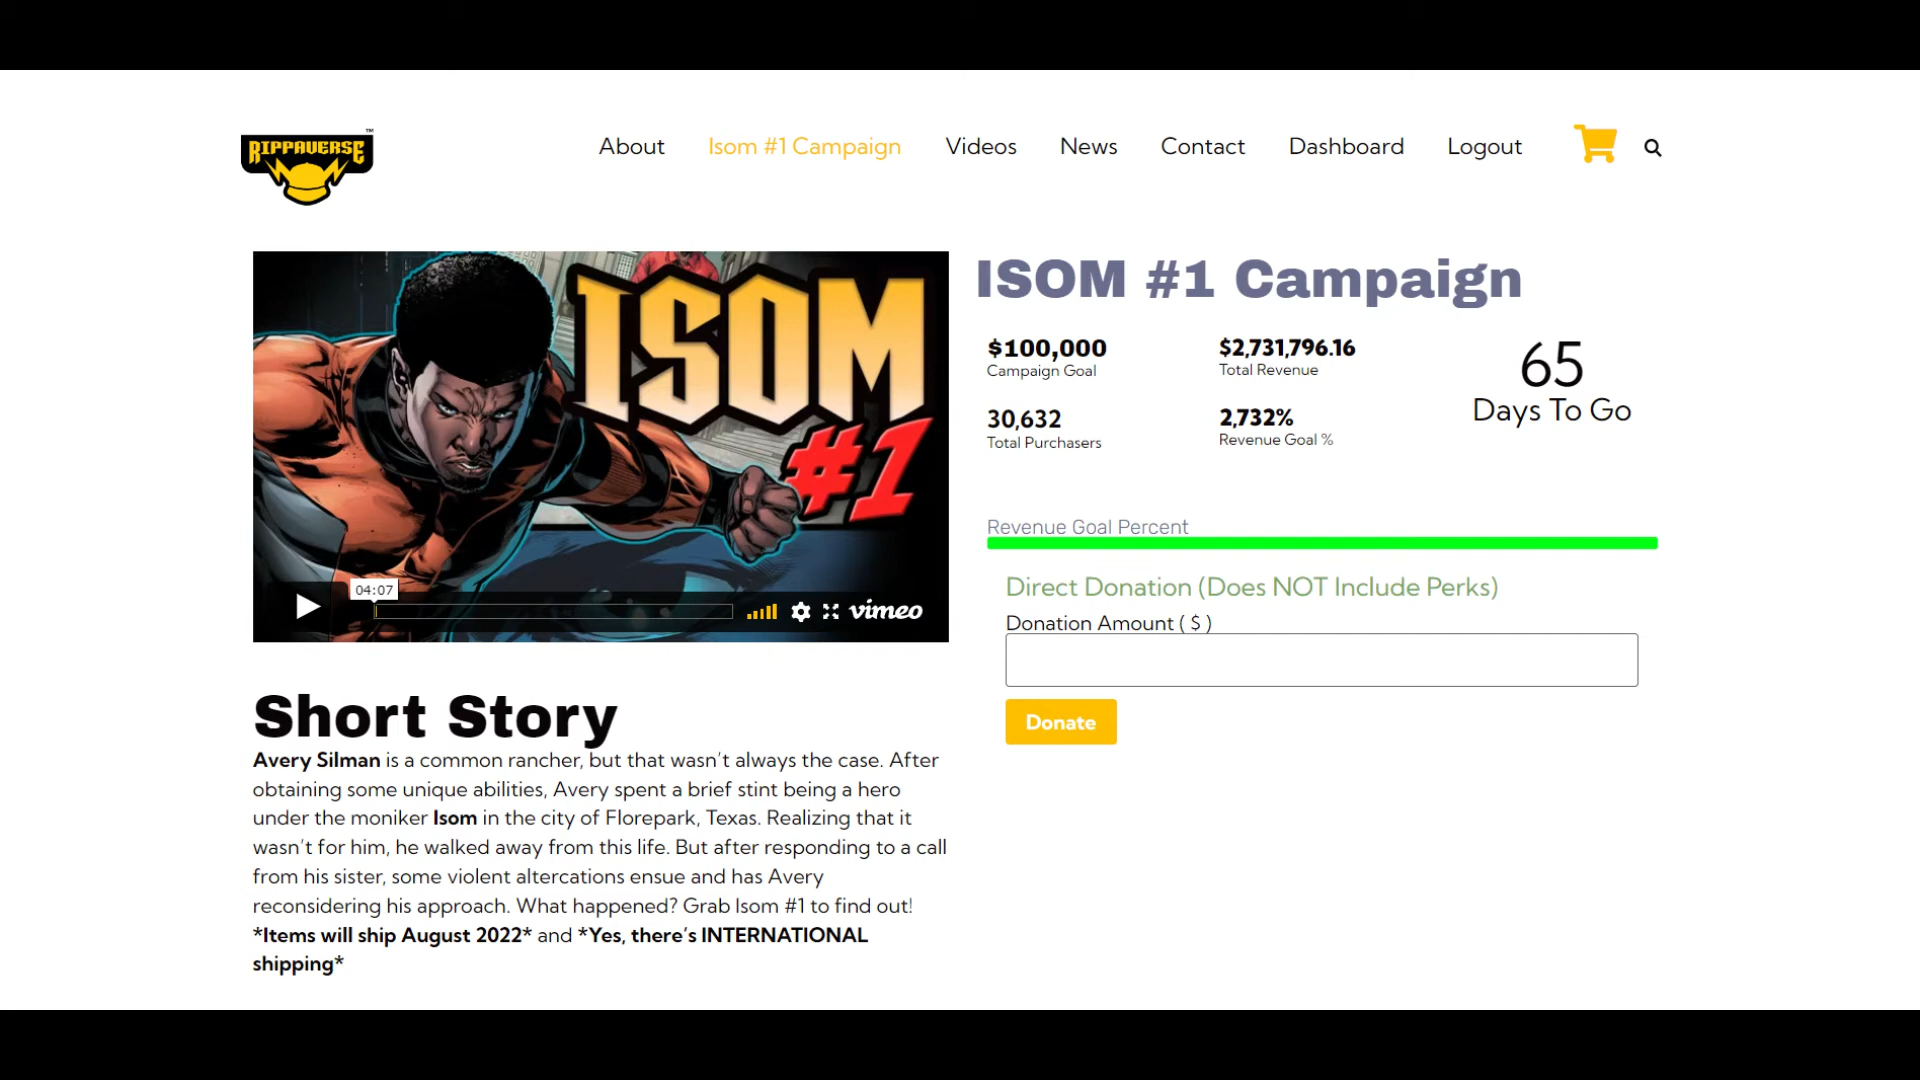 RIPPAVERSE
TM
About
Isom #1 Campaign
Videos
News
Contact
Dashboard
Logout
ISOM
#1
04:07
vimeo
ISOM #1 Campaign
$100,000
Campaign Goal
$2,731,796.16
Total Revenue
65
Days To Go
30,632
Total Purchasers
2,732%
Revenue Goal %
Revenue Goal Percent
Direct Donation (Does NOT Include Perks)
Donation Amount ( $ )
Donate
Short Story
Avery Silman is a common rancher, but that wasn't always the case. After
obtaining some unique abilities, Avery spent a brief stint being a hero
under the moniker Isom in the city of Florepark, Texas. Realizing that it
wasn't for him, he walked away from this life. But after responding to a call
from his sister, some violent altercations ensue and has Avery
reconsidering his approach. What happened? Grab Isom #1 to find out!
*Items will ship August 2022* and *Yes, there's INTERNATIONAL
shipping*